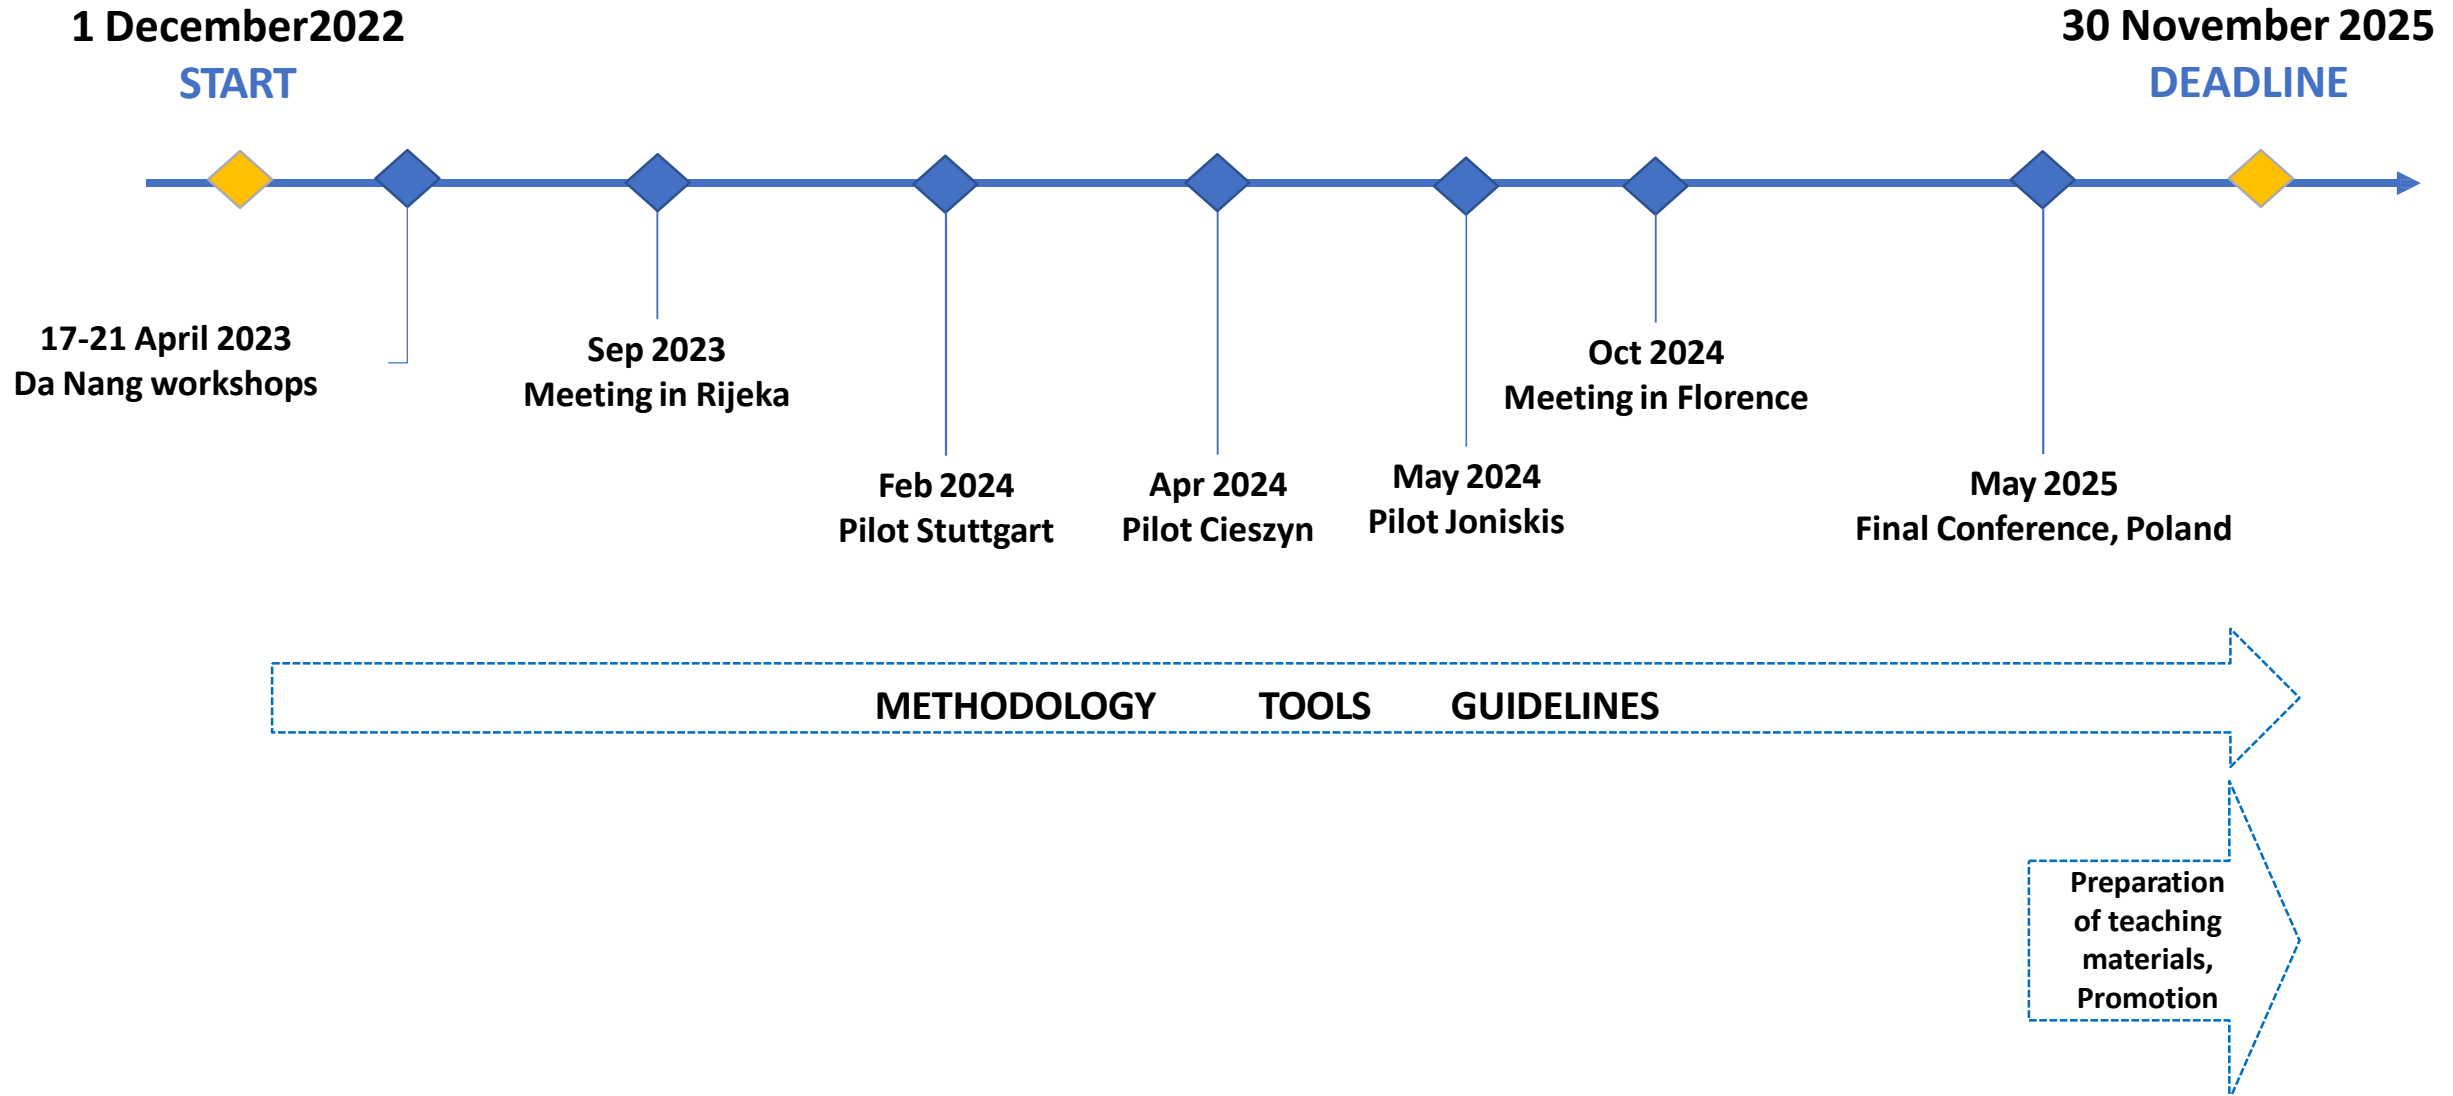 1 December2022
START
30 November 2025
DEADLINE
17-21 April 2023
Da Nang workshops
Sep 2023
Meeting in Rijeka
Feb 2024
Pilot Stuttgart
Apr 2024
Pilot Cieszyn
May 2024
Pilot Joniskis
Oct 2024
Meeting in Florence
May 2025
Final Conference, Poland
METHODOLOGY TOOLS GUIDELINES
Preparation
of teaching
materials,
Promotion